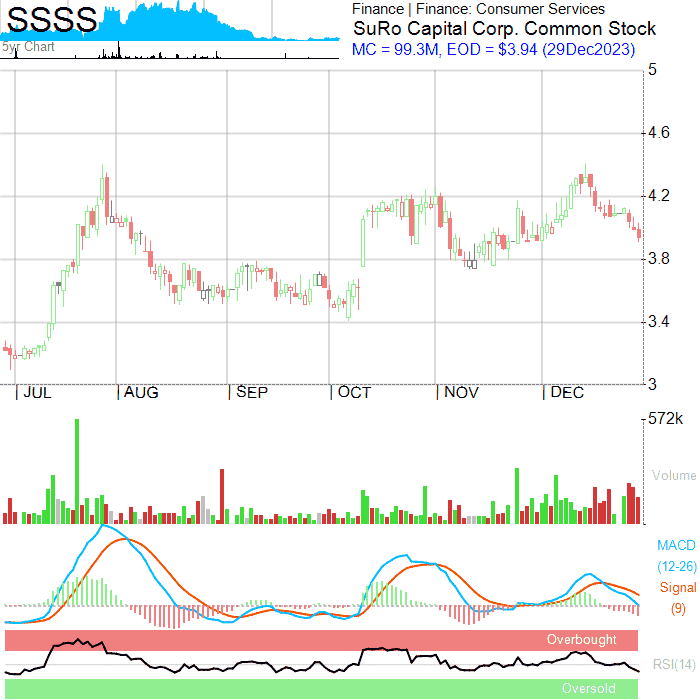 SSSS
5yr Chart
Finance | Finance: Consumer Services
SuRo Capital Corp. Common Stock
MC = 99.3M, EOD = $3.94 (29Dec2023)
5
4.6
4.2
3.8
3.4
3
| JUL | AUG | SEP | OCT | NOV | DEC
572k
Volume
MACD
(12-26)
Signal
(9)
Overbought
RSI(14)
Oversold